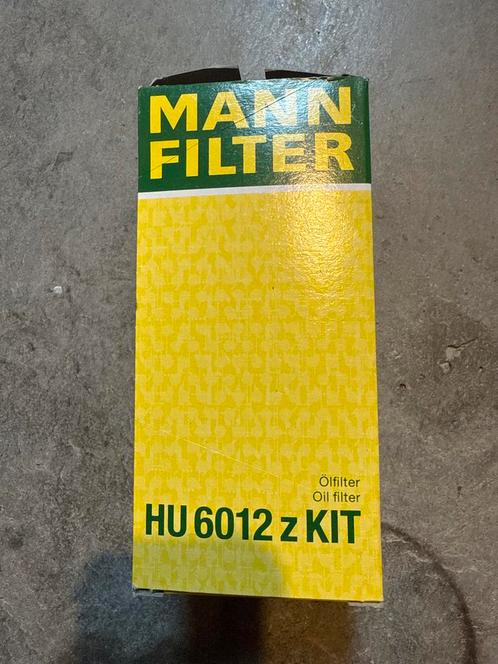 MANN
FILTER
Ölfilter
Oil filter
HU 6012 z KIT